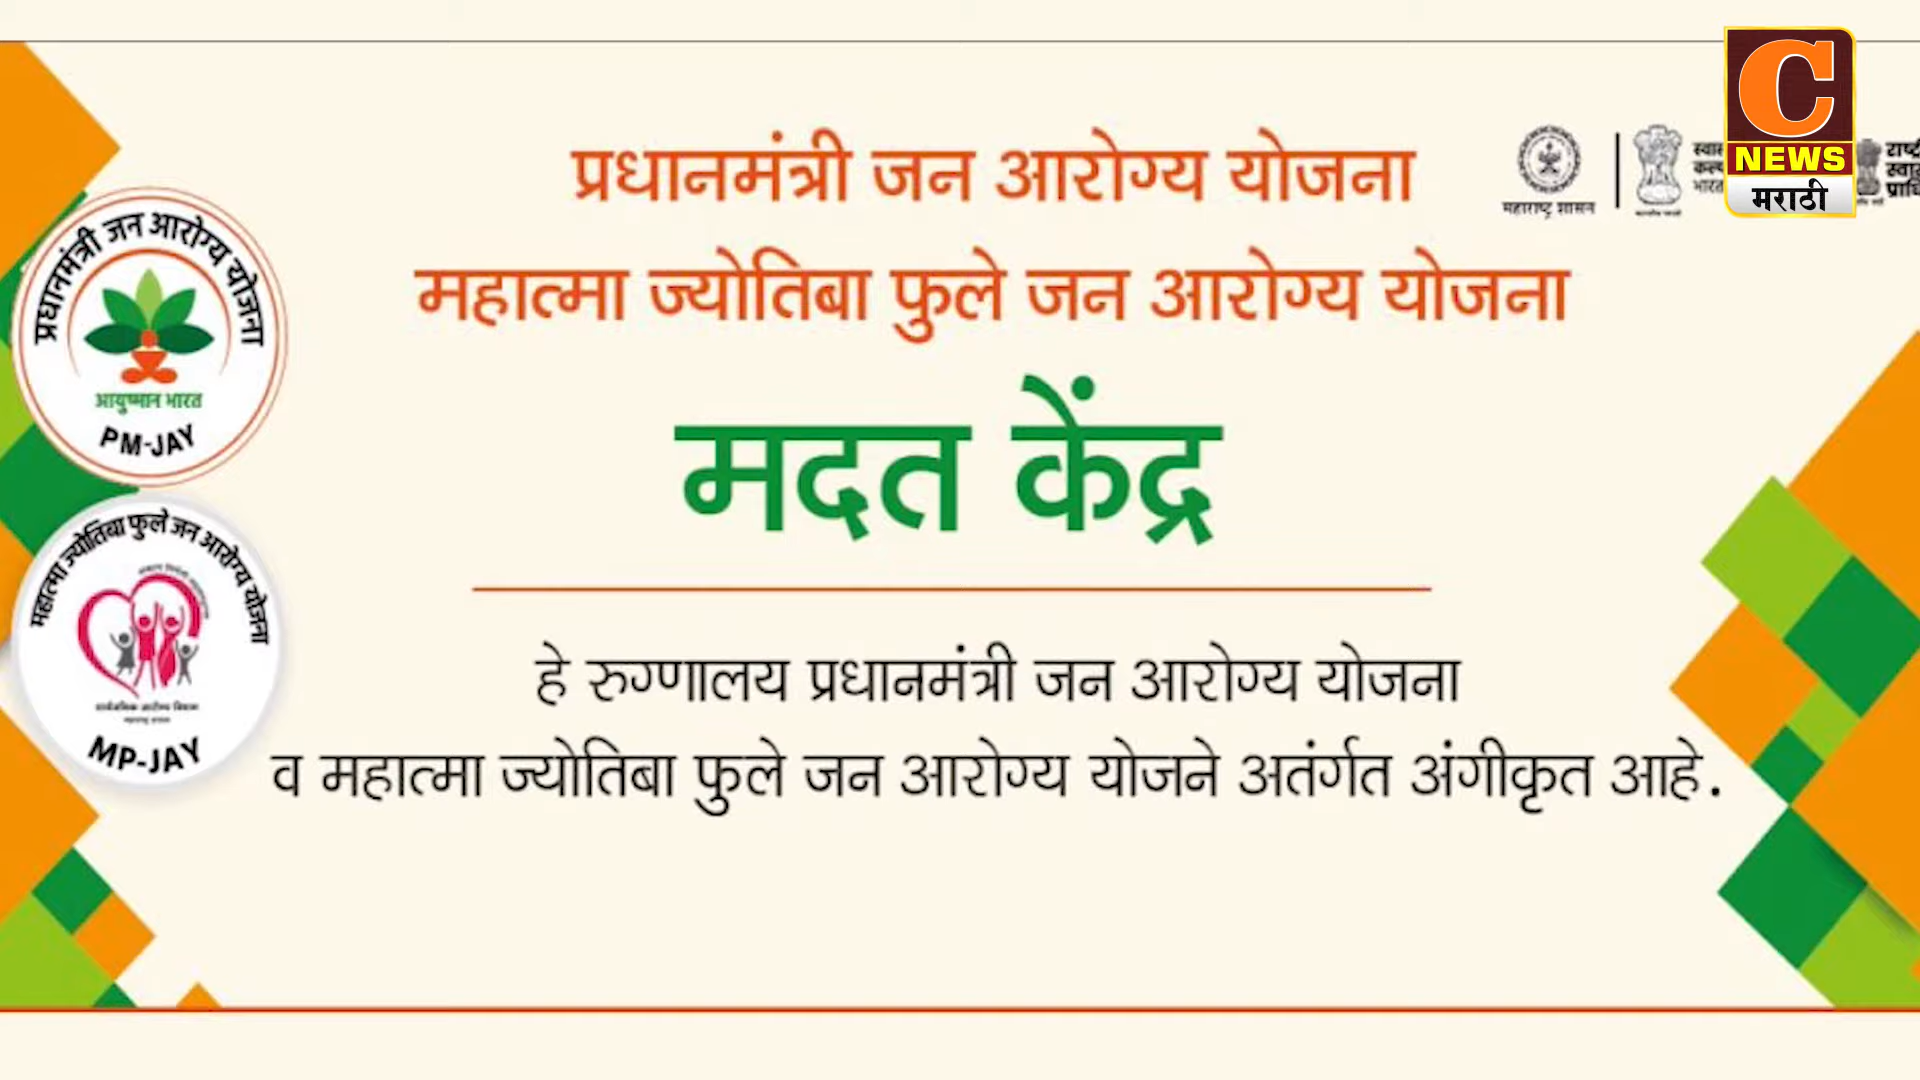 प्रधानमंत्री जन आरोग्य योजना
महात्मा ज्योतिबा फुले जन आरोग्य योजना
मदत केंद्र
हे रुग्णालय प्रधानमंत्री जन आरोग्य योजना
व महात्मा ज्योतिबा फुले जन आरोग्य योजने अतंर्गत अंगीकृत आहे.
प्रधानमंत्री जन आरोग्य योजना
आयुष्मान भारत
PM-JAY
महात्मा ज्योतिबा फुले जन आरोग्य योजना
MP-JAY
महाराष्ट्र शासन
C
NEWS
मराठी